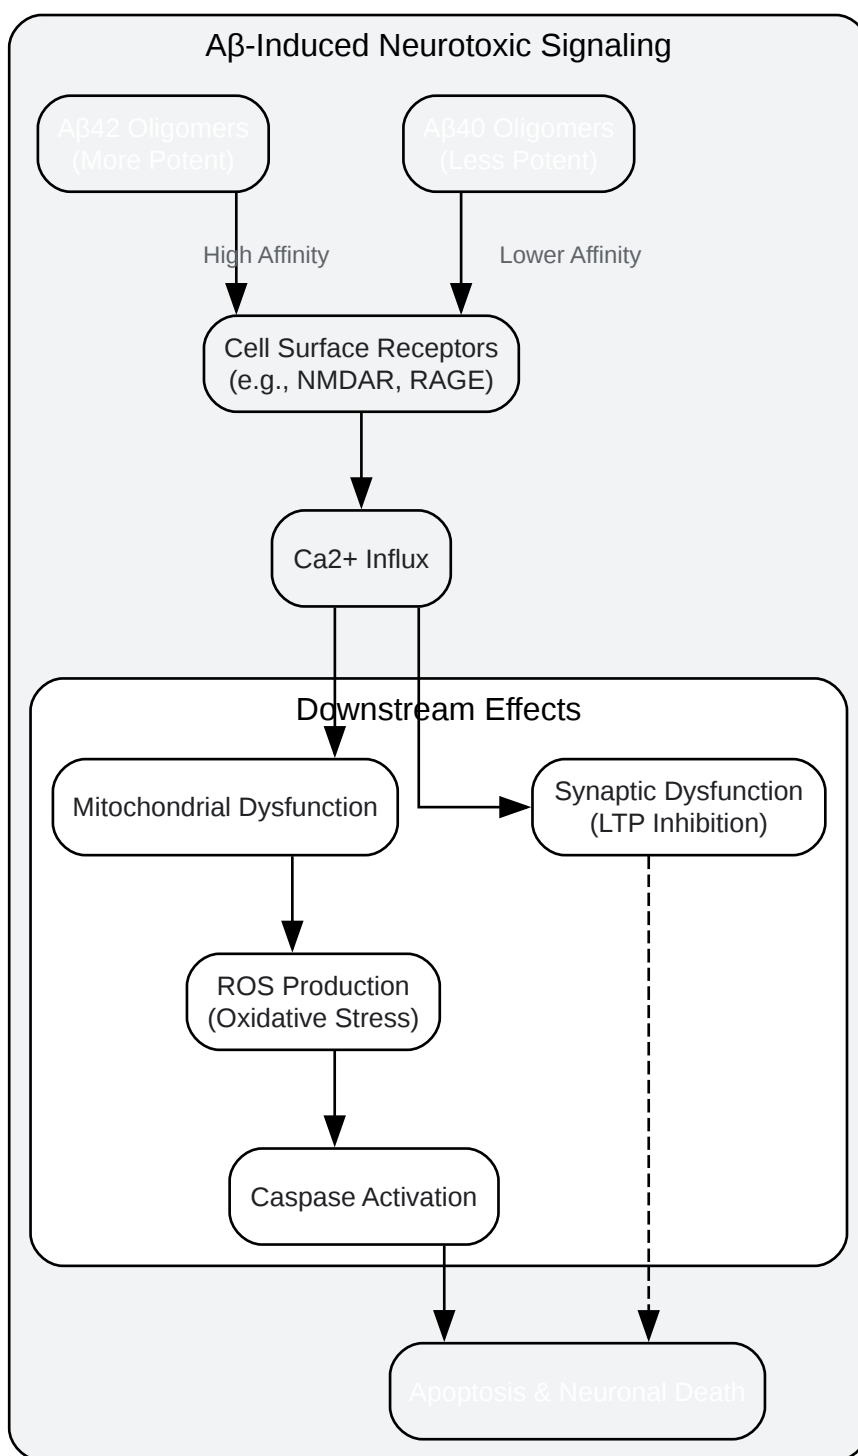 Aβ-Induced Neurotoxic Signaling
Aβ42 Oligomers
(More Potent)
Aβ40 Oligomers
(Less Potent)
High Affinity
Lower Affinity
Cell Surface Receptors
(e.g., NMDAR, RAGE)
Ca2+ Influx
Downstream Effects
Mitochondrial Dysfunction
Synaptic Dysfunction
(LTP Inhibition)
ROS Production
(Oxidative Stress)
Caspase Activation
Apoptosis & Neuronal Death